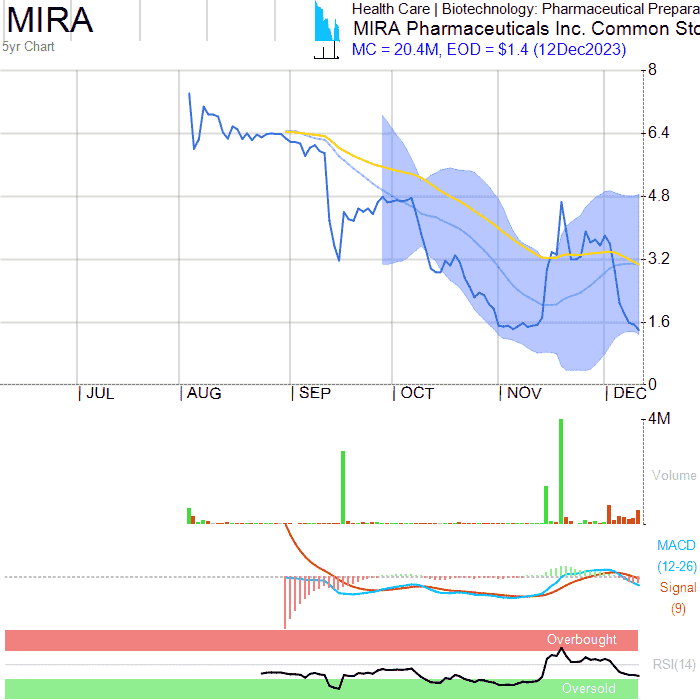 MIRA
5yr Chart
Health Care | Biotechnology: Pharmaceutical Prepara
MIRA Pharmaceuticals Inc. Common Sto
MC = 20.4M, EOD = $1.4 (12Dec2023)
8
6.4
4.8
3.2
1.6
0
JUL AUG SEP OCT NOV DEC
4M
Volume
MACD
(12-26)
Signal
(9)
Overbought
RSI(14)
Oversold